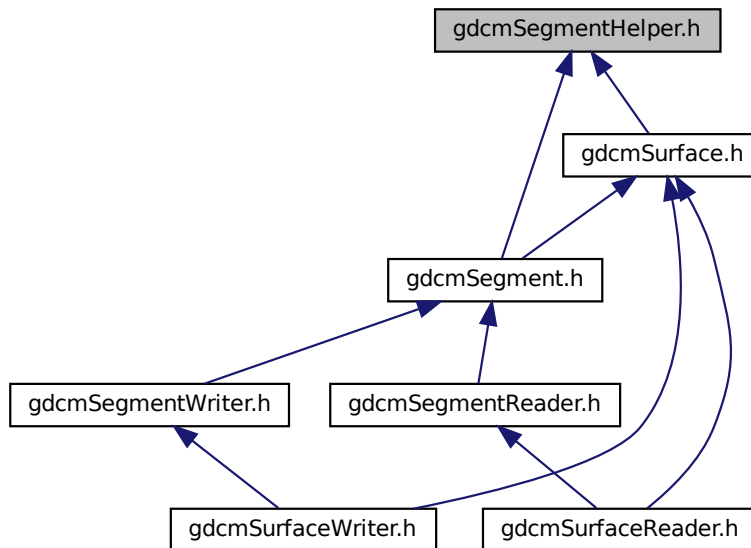 gdcmSegmentHelper.h
gdcmSurface.h
gdcmSegment.h
gdcmSegmentWriter.h
gdcmSegmentReader.h
gdcmSurfaceWriter.h
gdcmSurfaceReader.h